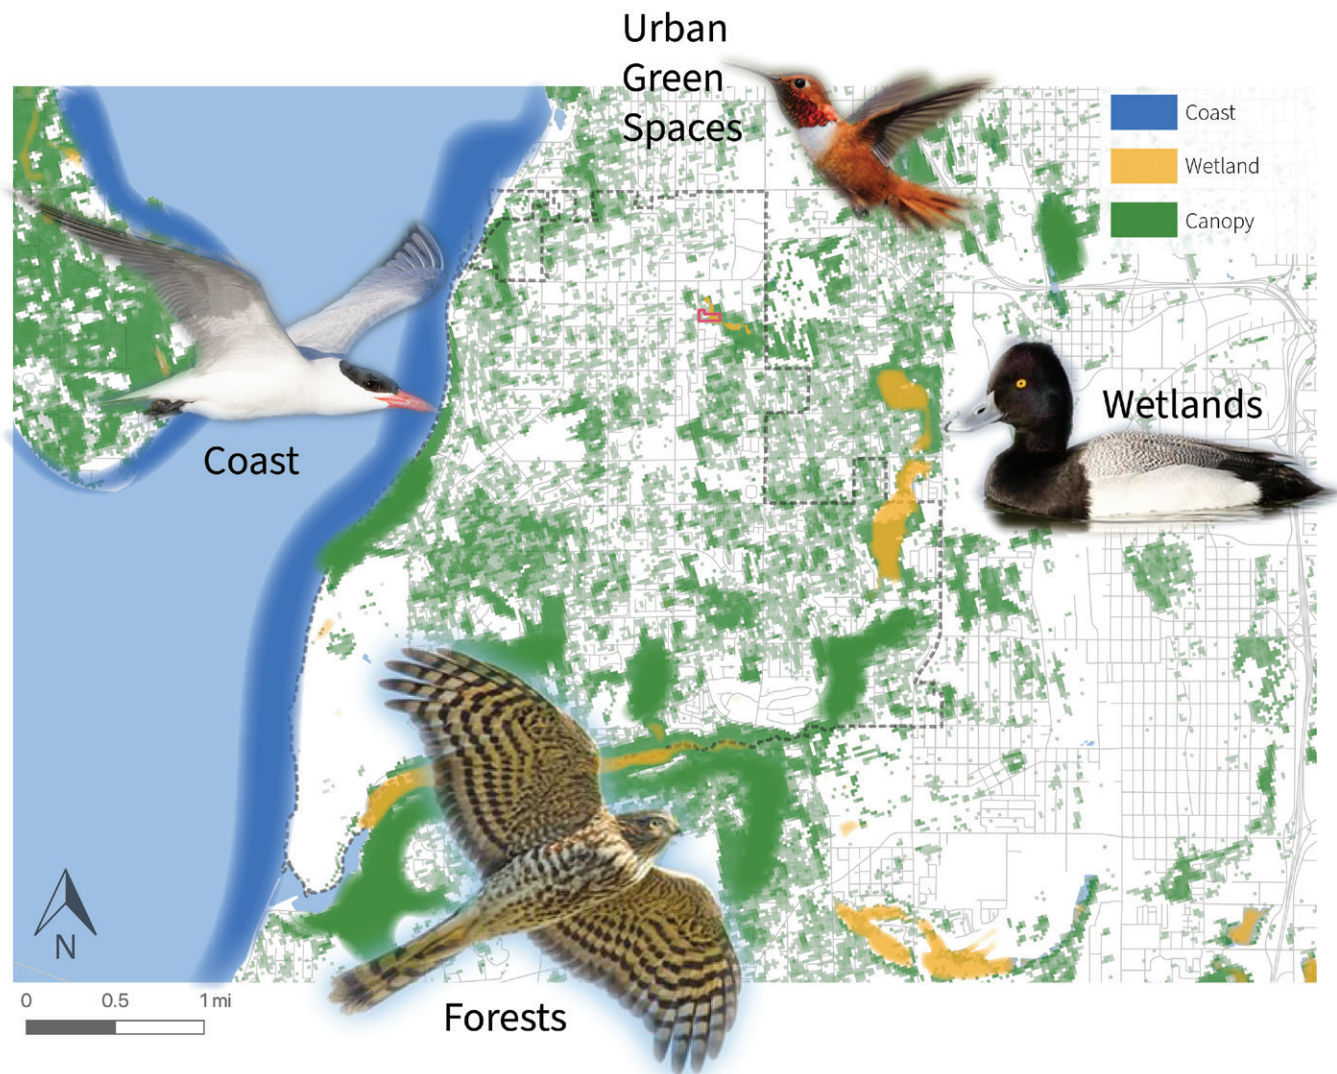 Urban
Green
Spaces
Coast
Wetland
Canopy
Wetlands
Coast
N
0 0.5 1 mi
Forests